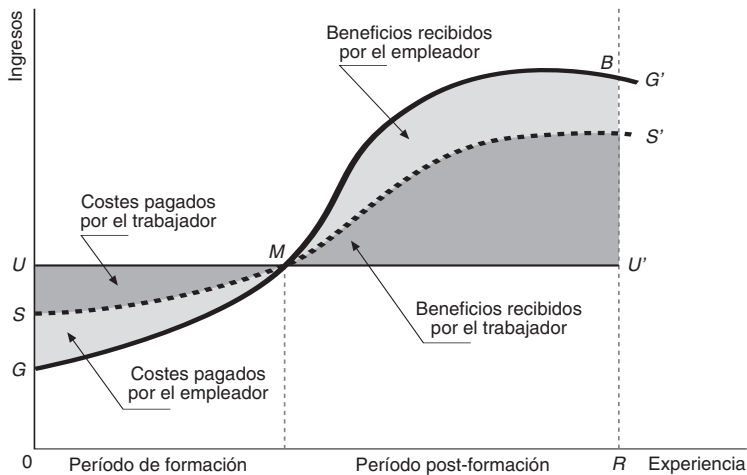 Ingresos
Beneficios recibidos
por el empleador
B
G'
S'
Costes pagados
por el trabajador
M
U
U'
S
Beneficios recibidos
por el trabajador
G
Costes pagados
por el empleador
0
Período de formación
Período post-formación
R
Experiencia